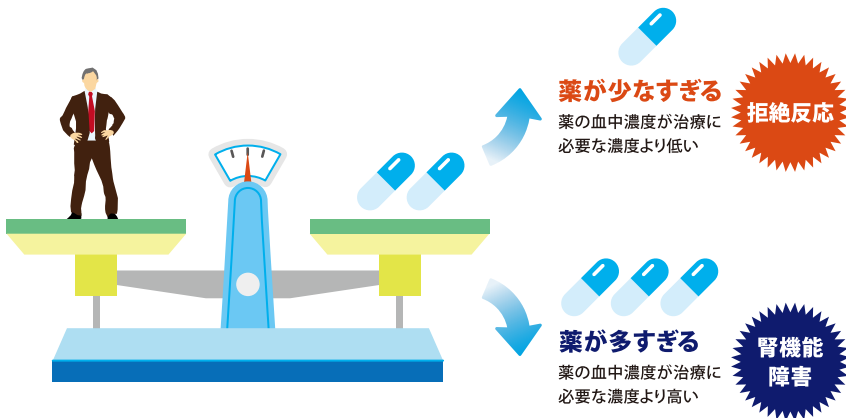 薬が少なすぎる
薬の血中濃度が治療に
必要な濃度より低い
拒絶反応
薬が多すぎる
薬の血中濃度が治療に
必要な濃度より高い
腎機能
障害